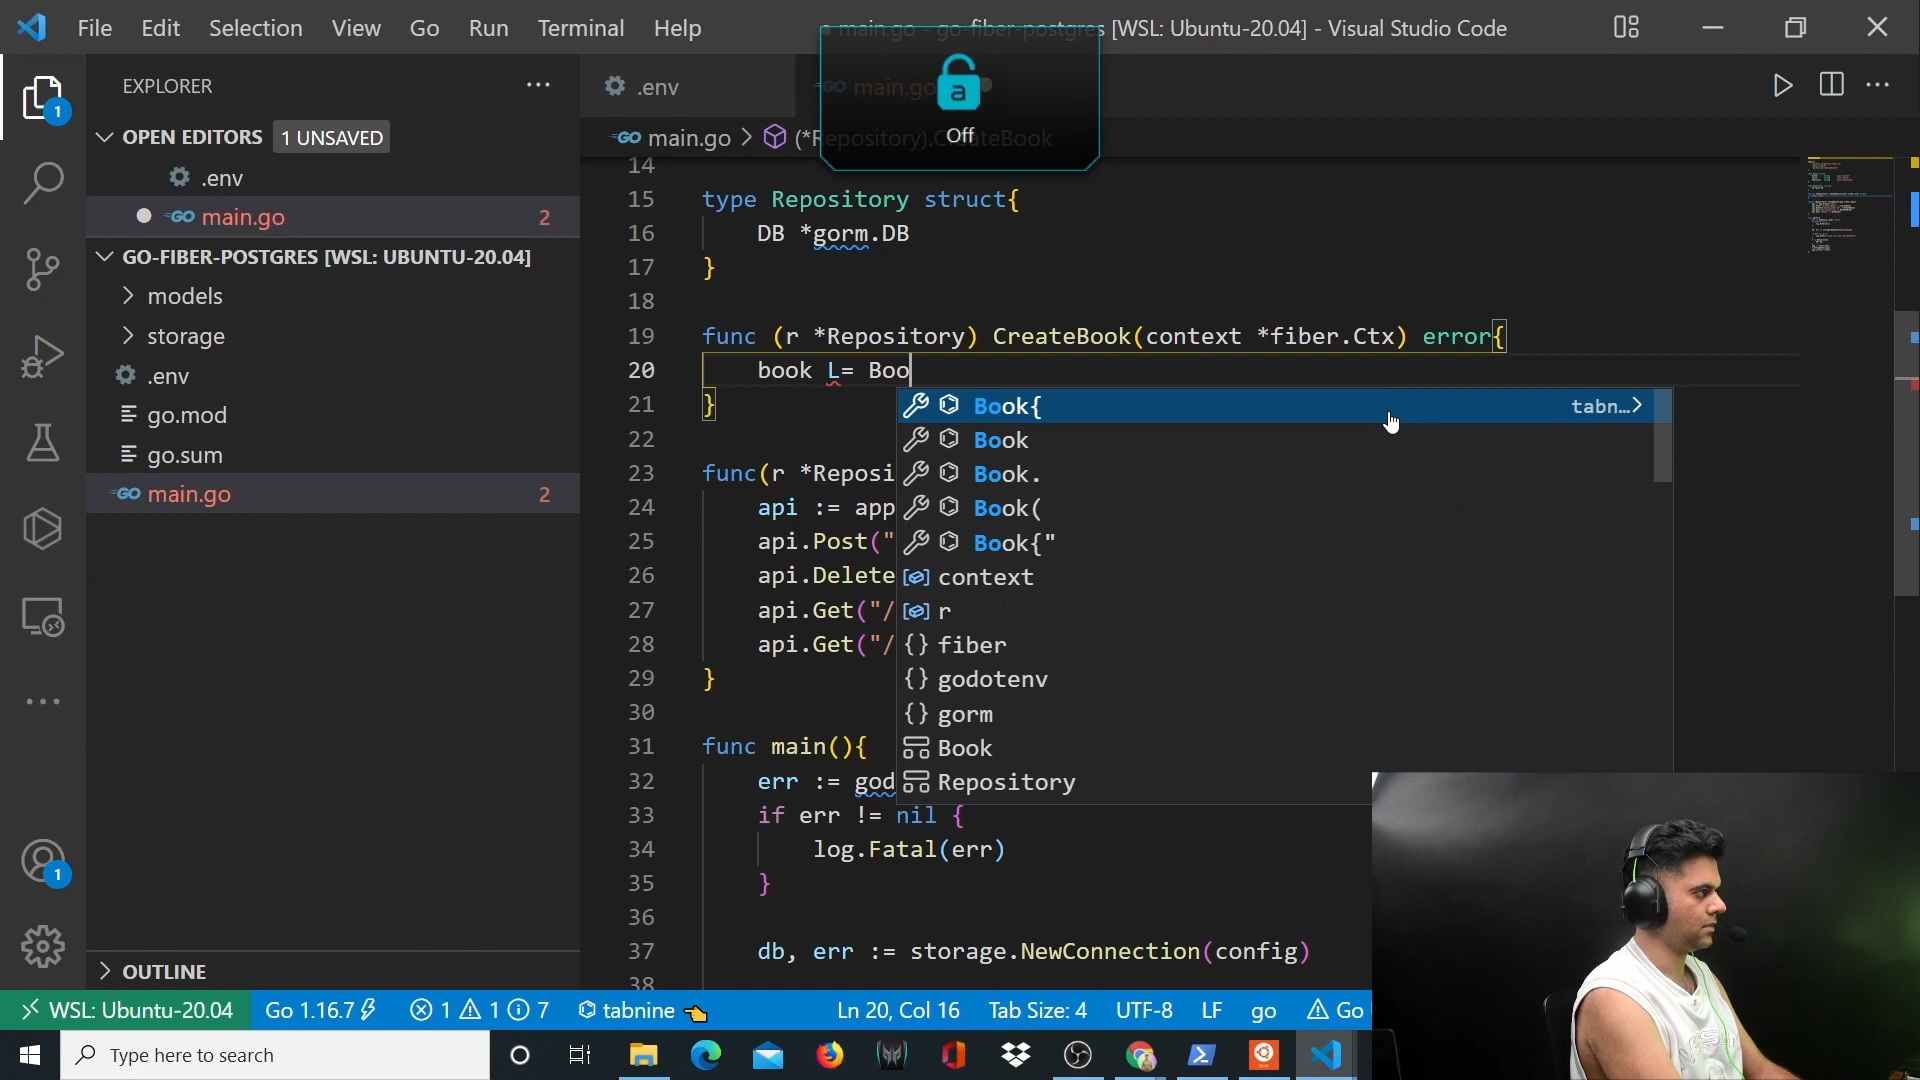 File Edit Selection View Go Run Terminal Help
main.go - go-fiber-postgres [WSL: Ubuntu-20.04] - Visual Studio Code
a
Off
EXPLORER
.env
main.go
OPEN EDITORS 1 UNSAVED
main.go > (*Repository).CreateBook
.env
main.go 2
GO-FIBER-POSTGRES [WSL: UBUNTU-20.04]
models
storage
.env
go.mod
go.sum
main.go 2
OUTLINE
1
1
14
15 type Repository struct{
16 DB *gorm.DB
17 }
18
19 func (r *Repository) CreateBook(context *fiber.Ctx) error{
20 book L= Boo
21 }
22
23 func(r *Reposi
24 api := app
25 api.Post("
26 api.Delete
27 api.Get("/
28 api.Get("/
29 }
30
31 func main(){
32 err := god
33 if err != nil {
34 log.Fatal(err)
35 }
36
37 db, err := storage.NewConnection(config)
38
Book{ tabn...>
Book
Book.
Book(
Book{"
context
r
fiber
godotenv
gorm
Book
Repository
WSL: Ubuntu-20.04 Go 1.16.7 1 1 7 tabnine Ln 20, Col 16 Tab Size: 4 UTF-8 LF go Go
Type here to search